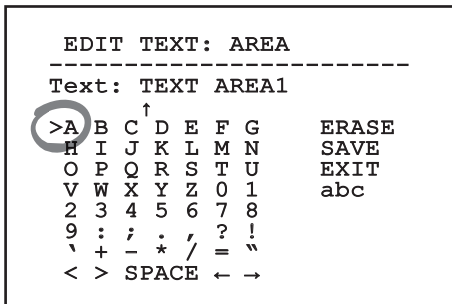 EDIT TEXT: AREA
--------------------------
Text: TEXT AREA1
↑
>A B C D E F G ERASE
H I J K L M N SAVE
O P Q R S T U EXIT
V W X Y Z 0 1 abc
2 3 4 5 6 7 8
9 : ; . , ? !
‵ + - * / = ‶
< > SPACE ← →